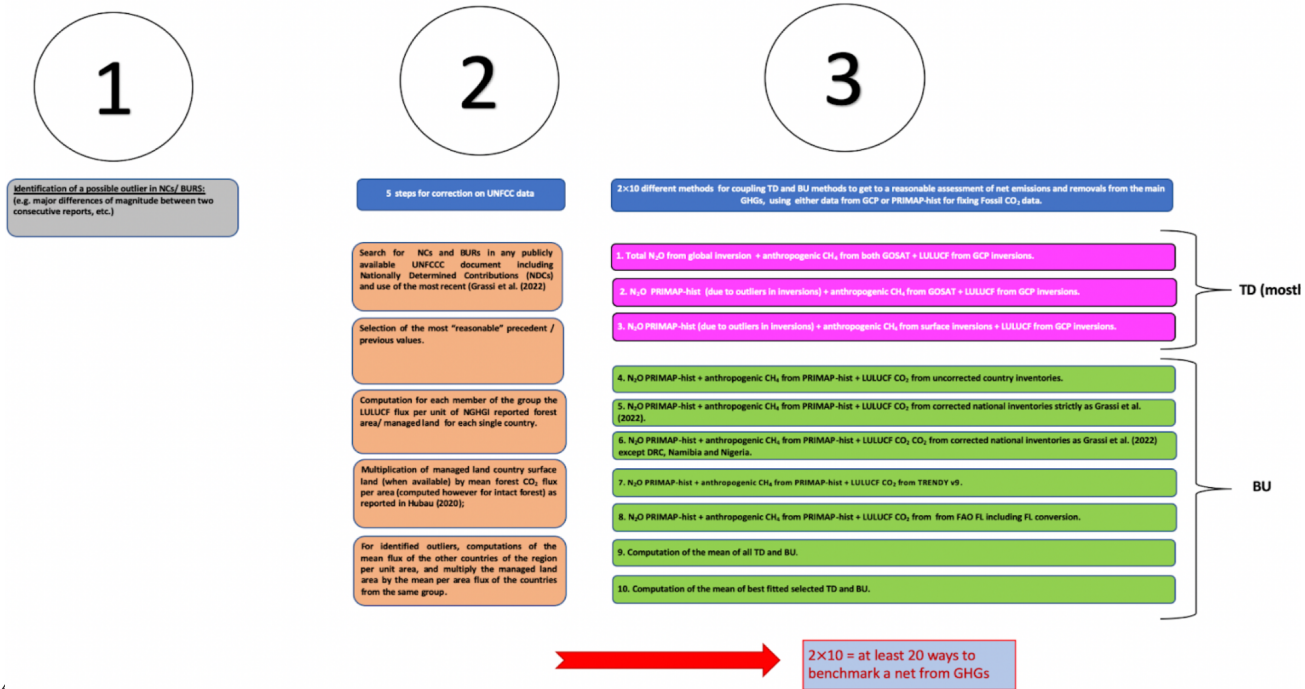 1
2
3
Identification of a possible outlier in NCs/ BURS:
(e.g. major differences of magnitude between two
consecutive reports, etc.)
5 steps for correction on UNFCC data
Search for NCs and BURs in any publicly
available UNFCCC document including
Nationally Determined Contributions (NDCs)
and use of the most recent (Grassi et al. (2022)
Selection of the most “reasonable” precedent /
previous values.
Computation for each member of the group the
LULUCF flux per unit of NGHGI reported forest
area/ managed land for each single country.
Multiplication of managed land country surface
land (when available) by mean forest CO₂ flux
per area (computed however for intact forest) as
reported in Hubau (2020);
For identified outliers, computations of the
mean flux of the other countries of the region
per unit area, and multiply the managed land
area by the mean per area flux of the countries
from the same group.
2×10 different methods for coupling TD and BU methods to get to a reasonable assessment of net emissions and removals from the main
GHGs, using either data from GCP or PRIMAP-hist for fixing Fossil CO₂ data.
1. Total N₂O from global inversion + anthropogenic CH₄ from both GOSAT + LULUCF from GCP inversions.
2. N₂O PRIMAP-hist (due to outliers in inversions) + anthropogenic CH₄ from GOSAT + LULUCF from GCP inversions.
3. N₂O PRIMAP-hist (due to outliers in inversions) + anthropogenic CH₄ from surface inversions + LULUCF from GCP inversions.
TD (mostl
4. N₂O PRIMAP-hist + anthropogenic CH₄ from PRIMAP-hist + LULUCF CO₂ from uncorrected country inventories.
5. N₂O PRIMAP-hist + anthropogenic CH₄ from PRIMAP-hist + LULUCF CO₂ from corrected national inventories strictly as Grassi et al.
(2022).
6. N₂O PRIMAP-hist + anthropogenic CH₄ from PRIMAP-hist + LULUCF CO₂ CO₂ from corrected national inventories as Grassi et al. (2022)
except DRC, Namibia and Nigeria.
7. N₂O PRIMAP-hist + anthropogenic CH₄ from PRIMAP-hist + LULUCF CO₂ from TRENDY v9.
8. N₂O PRIMAP-hist + anthropogenic CH₄ from PRIMAP-hist + LULUCF CO₂ from from FAO FL including FL conversion.
9. Computation of the mean of all TD and BU.
10. Computation of the mean of best fitted selected TD and BU.
BU
2×10 = at least 20 ways to
benchmark a net from GHGs